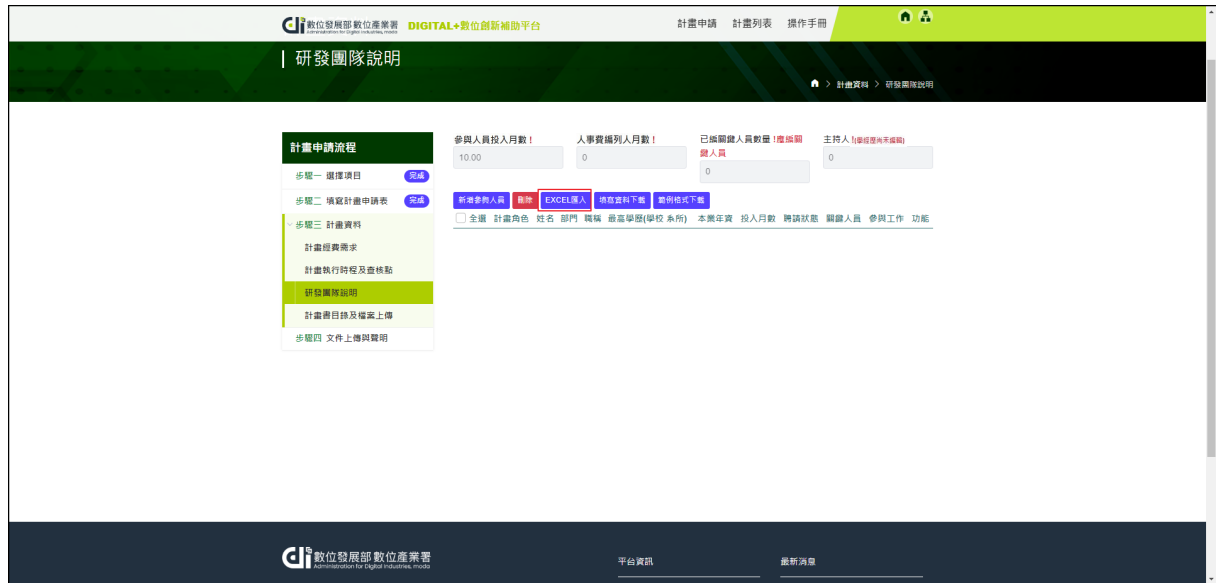 數位發展部數位產業署 DIGITAL+數位創新補助平台 計畫申請 計畫列表 操作手冊
Administration for Digital Industries, moda
研發團隊說明
> 計畫資料 > 研發團隊說明
計畫申請流程
步驟一 選擇項目 完成
步驟二 填寫計畫申請表 完成
步驟三 計畫資料
計畫經費需求
計畫執行時程及查核點
研發團隊說明
計畫書目錄及檔案上傳
步驟四 文件上傳與聲明
參與人員投入月數! 人事費編列人月數! 已編關鍵人員數量!應編關鍵人員 主持人!(學經歷尚未編輯)
10.00 0 0 0
新增參與人員 刪除 EXCEL匯入 填寫資料下載 範例格式下載
全選 計畫角色 姓名 部門 職稱 最高學歷(學校 系所) 本業年資 投入月數 聘請狀態 關鍵人員 參與工作 功能
數位發展部 數位產業署
Administration for Digital Industries, moda
平台資訊 最新消息